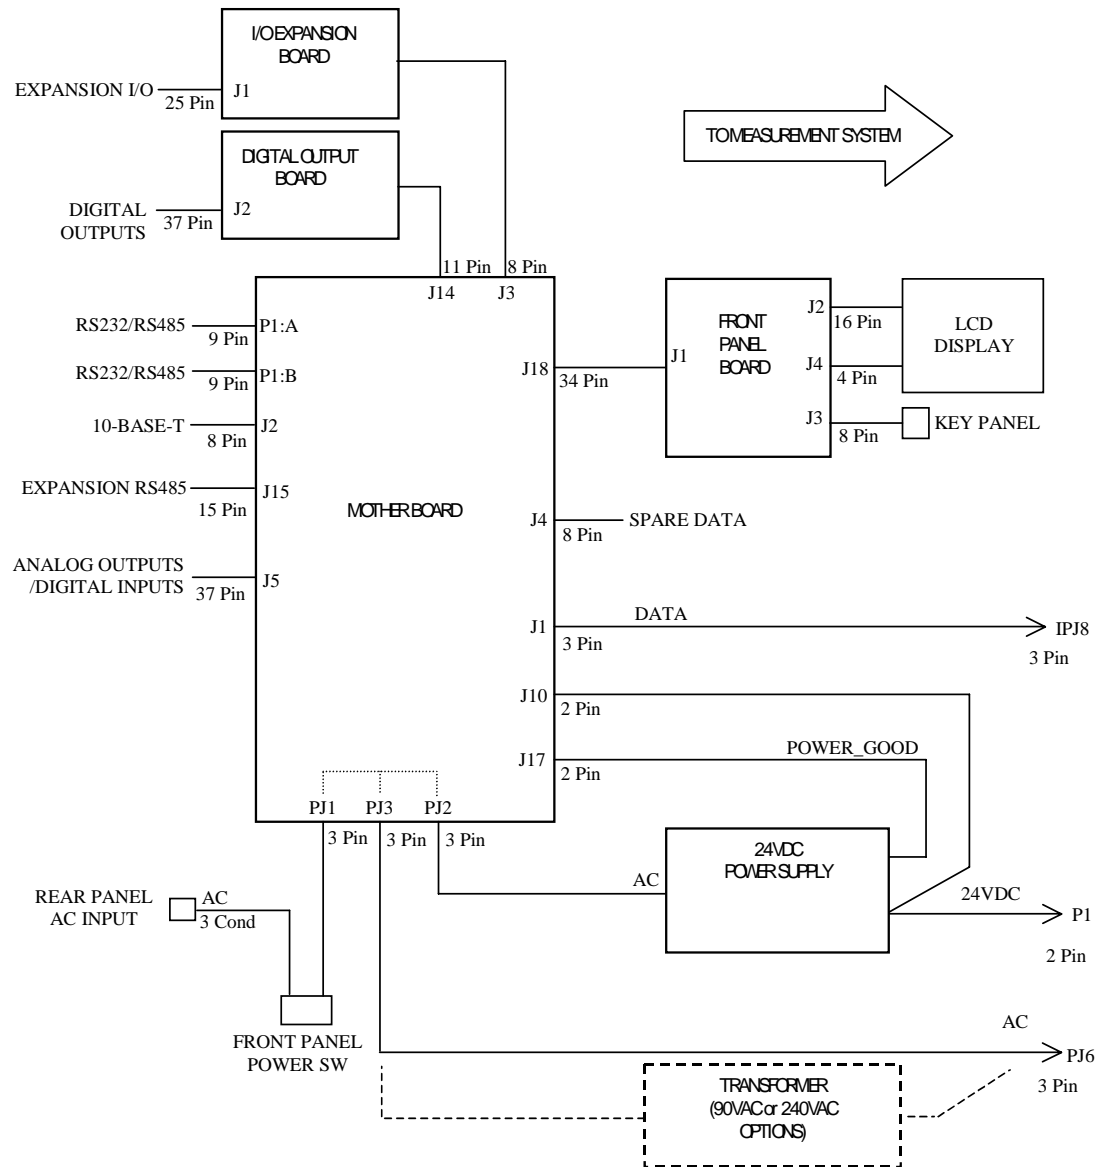 I/O EXPANSION
BOARD
EXPANSION I/O
25 Pin
J1
TO MEASUREMENT SYSTEM
DIGITAL OUTPUT
BOARD
DIGITAL
OUTPUTS
37 Pin
J2
11 Pin
8 Pin
J14
J3
RS232/RS485
9 Pin
P1:A
RS232/RS485
9 Pin
P1:B
10-BASE-T
8 Pin
J2
EXPANSION RS485
15 Pin
J15
ANALOG OUTPUTS
/DIGITAL INPUTS
37 Pin
J5
MOTHER BOARD
J18
34 Pin
J1
FRONT
PANEL
BOARD
J2
16 Pin
J4
4 Pin
J3
8 Pin
LCD
DISPLAY
KEY PANEL
J4
8 Pin
SPARE DATA
J1
3 Pin
DATA
IPJ8
3 Pin
J10
2 Pin
J17
2 Pin
POWER_GOOD
PJ1
PJ3
PJ2
3 Pin
3 Pin
3 Pin
24VDC
POWER SUPPLY
AC
24VDC
P1
2 Pin
REAR PANEL
AC INPUT
AC
3 Cond
FRONT PANEL
POWER SW
AC
PJ6
3 Pin
TRANSFORMER
(90VAC or 240VAC
OPTIONS)